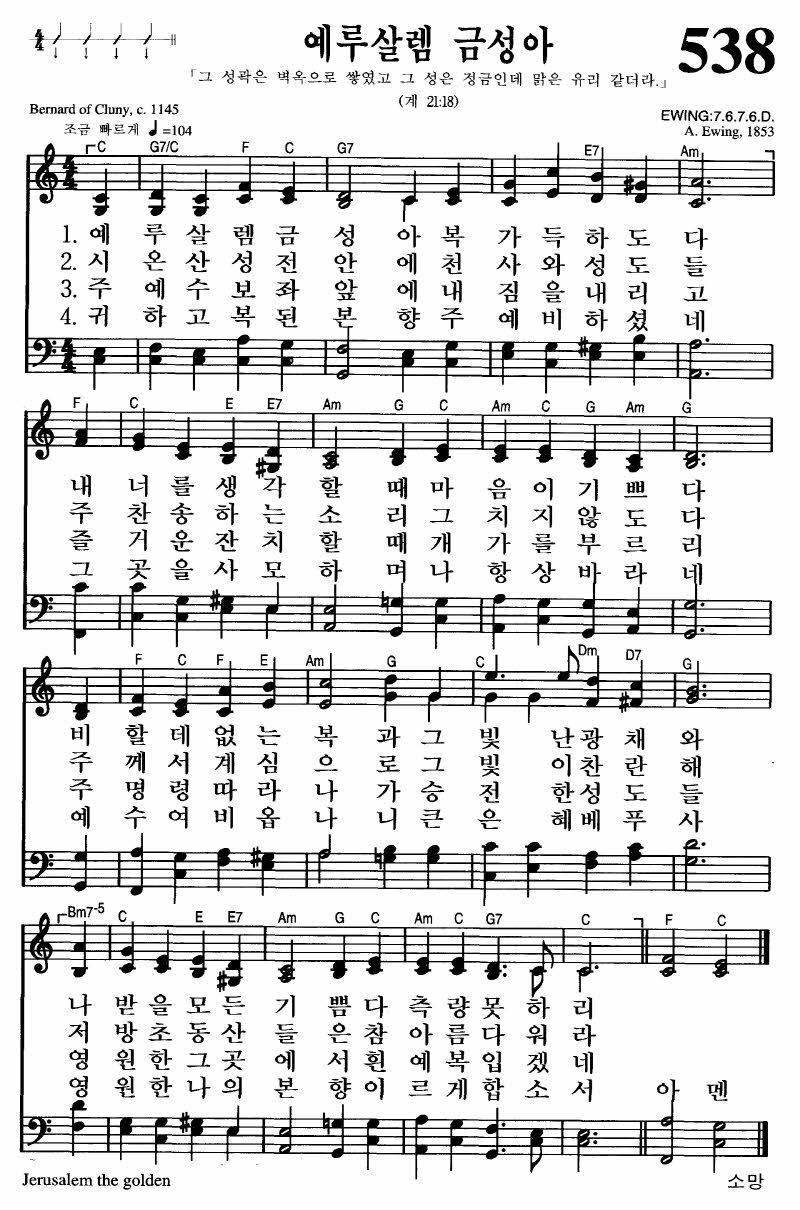 예루살렘 금성아
538
「그 성곽은 벽옥으로 쌓였고 그 성은 정금인데 맑은 유리 같더라.」
(계 21:18)
Bernard of Cluny, c. 1145
EWING:7.6.7.6.D.
조금 빠르게 ♩=104
A. Ewing, 1853
4/4
C G7/C F C G7 E7 Am
1. 예 루 살 렘 금 성 아 복 가 득 하 도 다
2. 시 온 산 성 전 안 에 천 사 와 성 도 들
3. 주 예 수 보 좌 앞 에 내 짐 을 내 리 고
4. 귀 하 고 복 된 본 향 주 예 비 하 셨 네
F C E E7 Am G C Am C G Am G
내 너 를 생 각 할 때 마 음 이 기 쁘 다
주 찬 송 하 는 소 리 그 치 지 않 도 다
즐 거 운 잔 치 할 때 개 가 를 부 르 리
그 곳 을 사 모 하 며 나 항 상 바 라 네
F C F E Am G C Dm D7 G
비 할 데 없 는 복 과 그 빛 난 광 채 와
주 께 서 계 심 으 로 그 빛 이 찬 란 해
주 명 령 따 라 나 가 승 전 한 성 도 들
예 수 여 비 옵 나 니 큰 은 혜 베 푸 사
Bm7-5 C E E7 Am G C Am C G7 C F C
나 받 을 모 든 기 쁨 다 측 량 못 하 리
저 방 초 동 산 들 은 참 아 름 다 워 라
영 원 한 그 곳 에 서 흰 예 복 입 겠 네
영 원 한 나 의 본 향 이 르 게 합 소 서 아 멘
Jerusalem the golden
소망